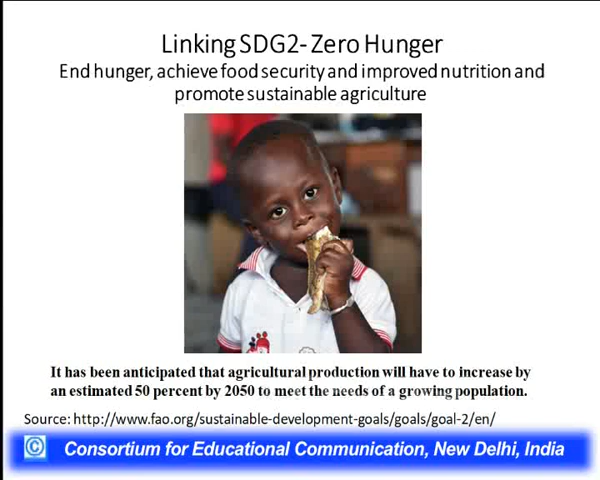 Linking SDG2- Zero Hunger
End hunger, achieve food security and improved nutrition and
promote sustainable agriculture
It has been anticipated that agricultural production will have to increase by
an estimated 50 percent by 2050 to meet the needs of a growing population.
Source: http://www.fao.org/sustainable-development-goals/goals/goal-2/en/
© Consortium for Educational Communication, New Delhi, India